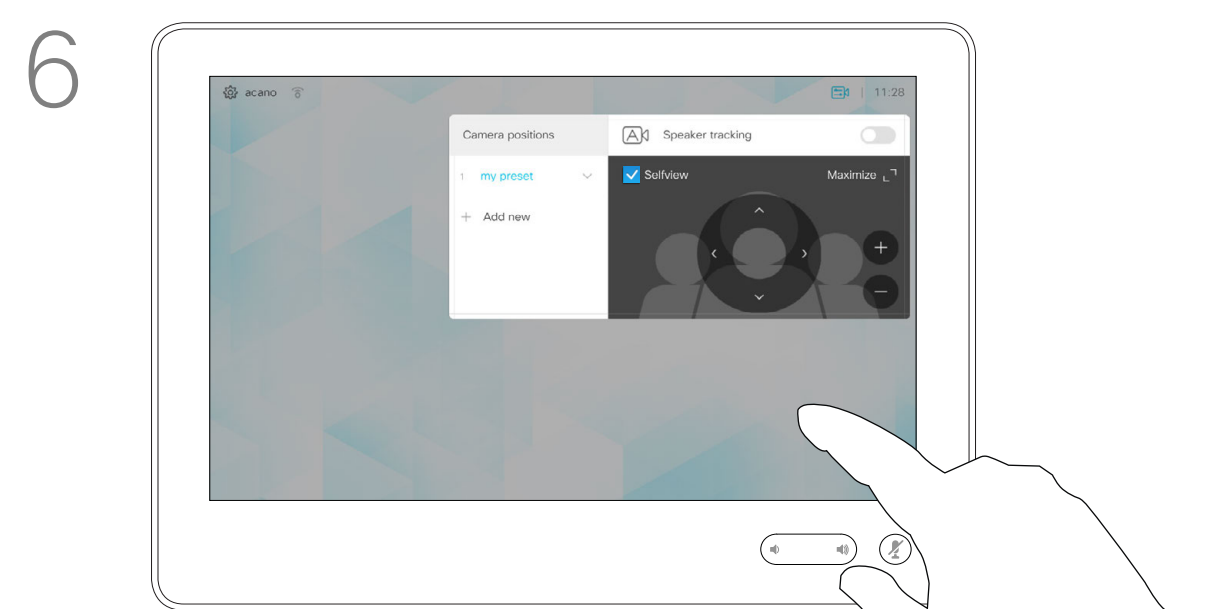 6
acano 11:28
Camera positions Speaker tracking
1 my preset Selfview Maximize
+ Add new